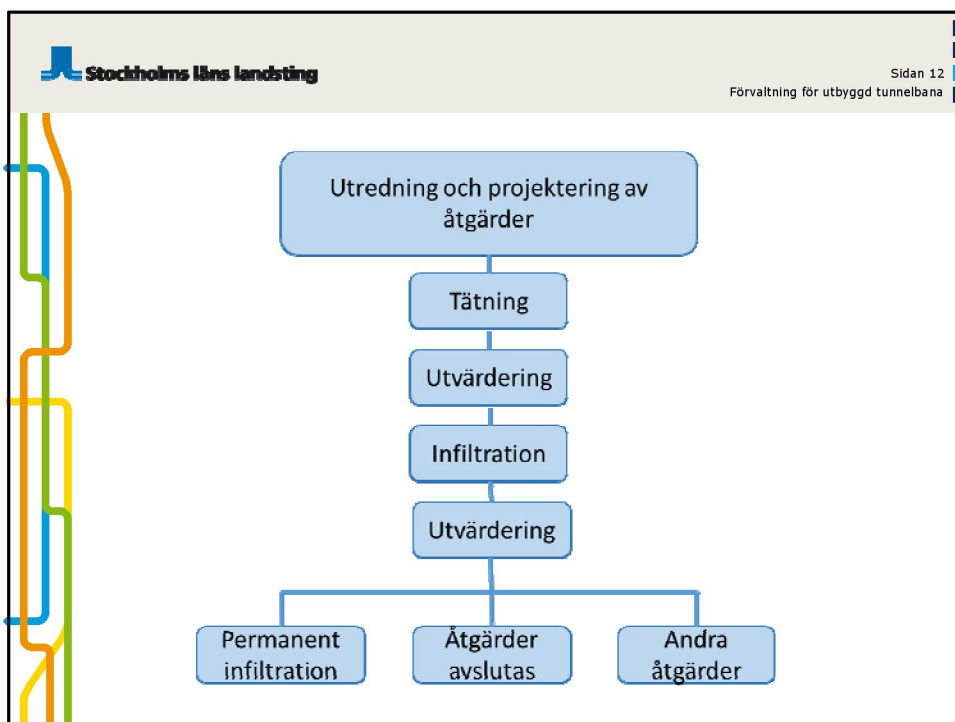 Stockholms läns landsting
Sidan 12
Förvaltning för utbyggd tunnelbana
Utredning och projektering av
åtgärder
Tätning
Utvärdering
Infiltration
Utvärdering
Permanent
infiltration
Åtgärder
avslutas
Andra
åtgärder